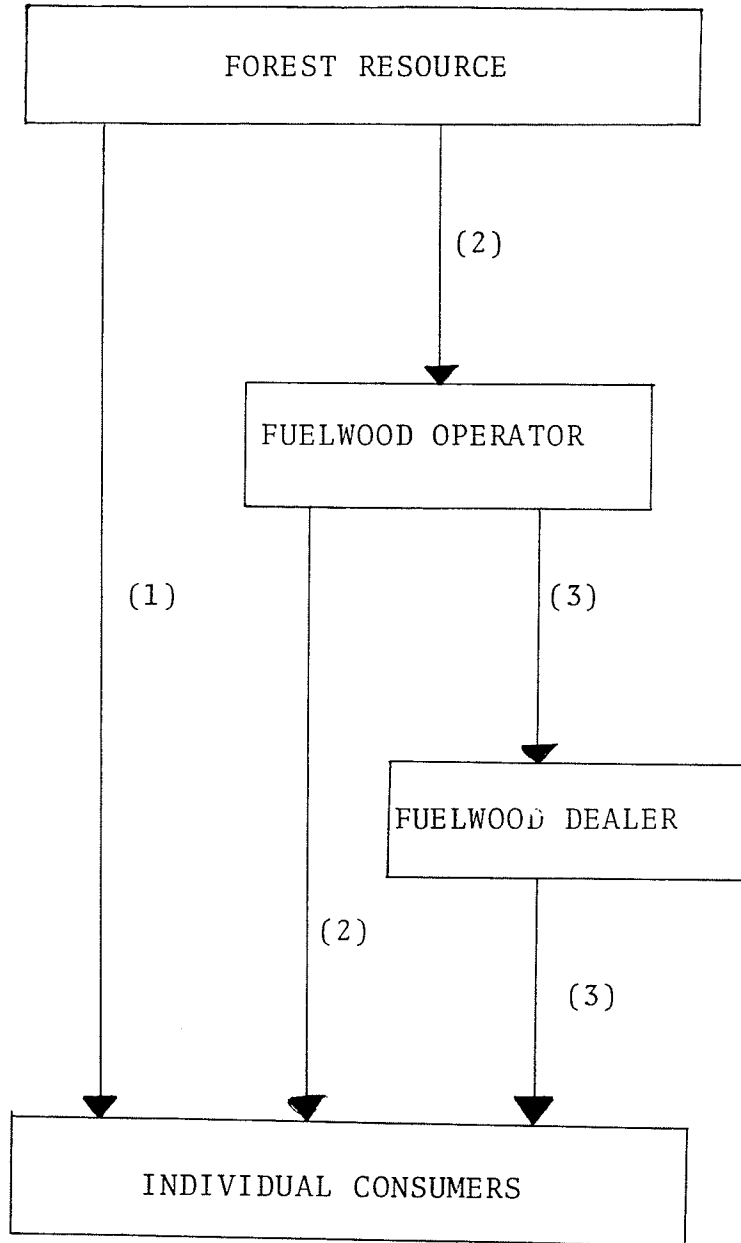 FOREST RESOURCE
(2)
FUELWOOD OPERATOR
(1)
(3)
FUELWOOD DEALER
(2)
(3)
INDIVIDUAL CONSUMERS